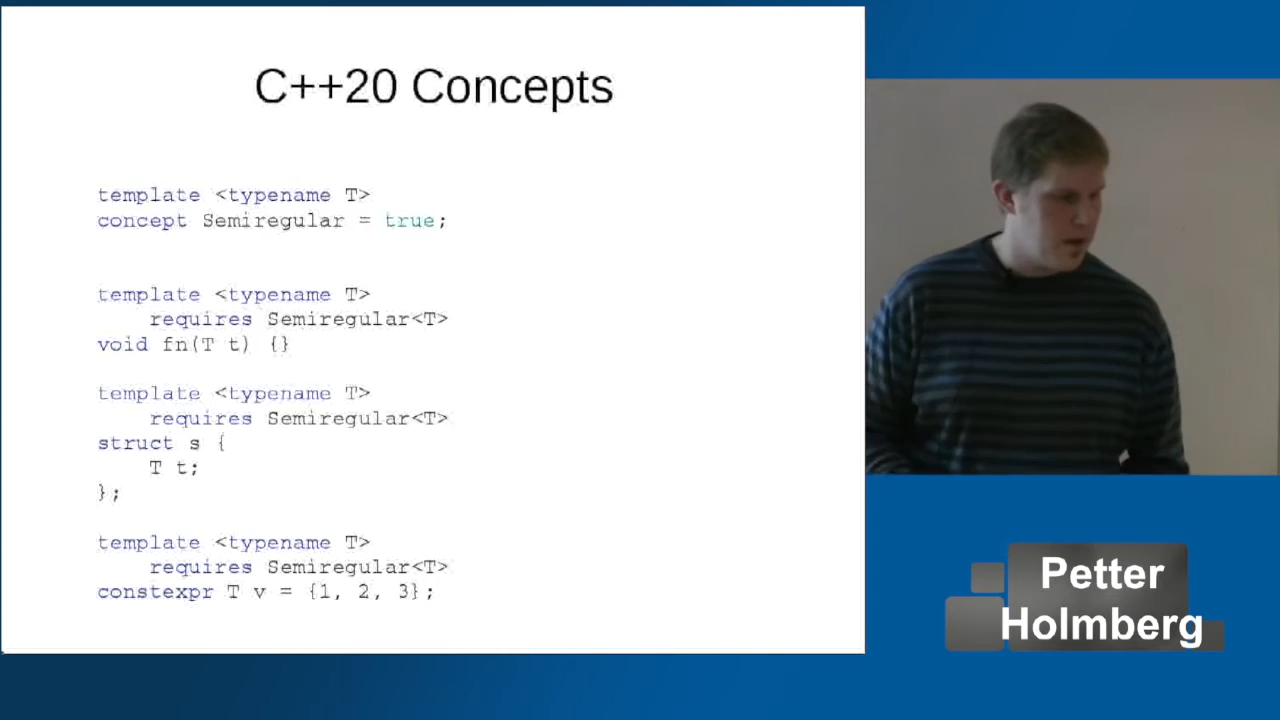 C++20 Concepts
template <typename T>
concept Semiregular = true;
template <typename T>
    requires Semiregular<T>
void fn(T t) {}
template <typename T>
    requires Semiregular<T>
struct s {
    T t;
};
template <typename T>
    requires Semiregular<T>
constexpr T v = {1, 2, 3};
Petter
Holmberg